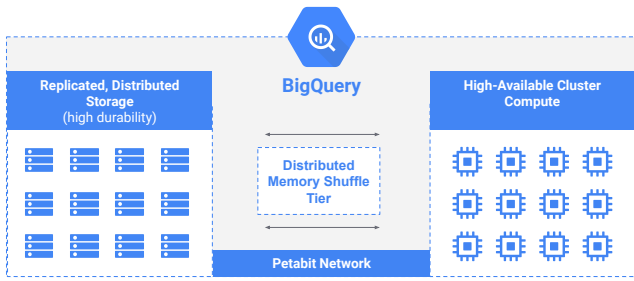 BigQuery
Replicated, Distributed
Storage
(high durability)
Distributed
Memory Shuffle
Tier
Petabit Network
High-Available Cluster
Compute